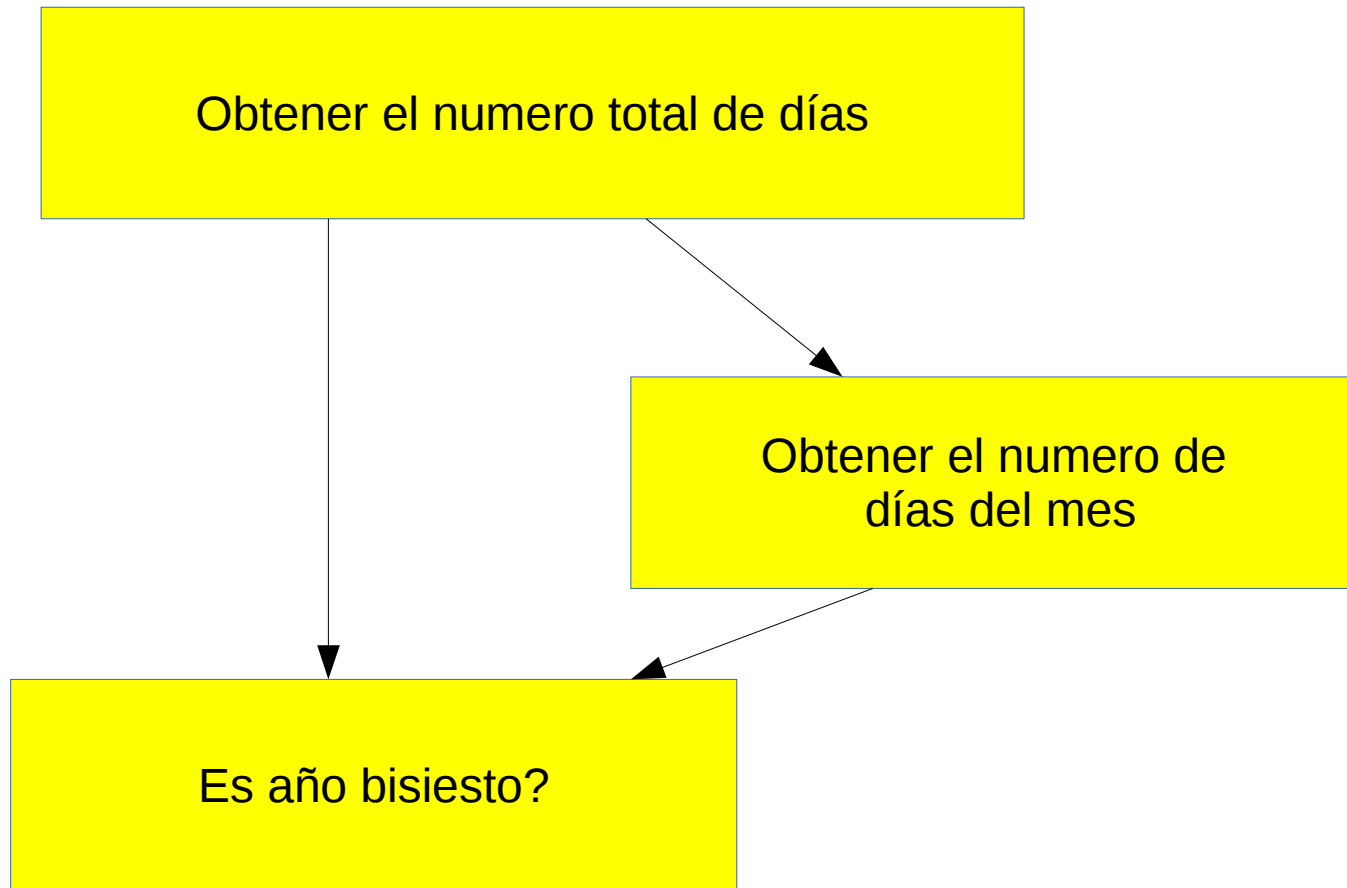 Obtener el numero total de días
Obtener el numero de
días del mes
Es año bisiesto?